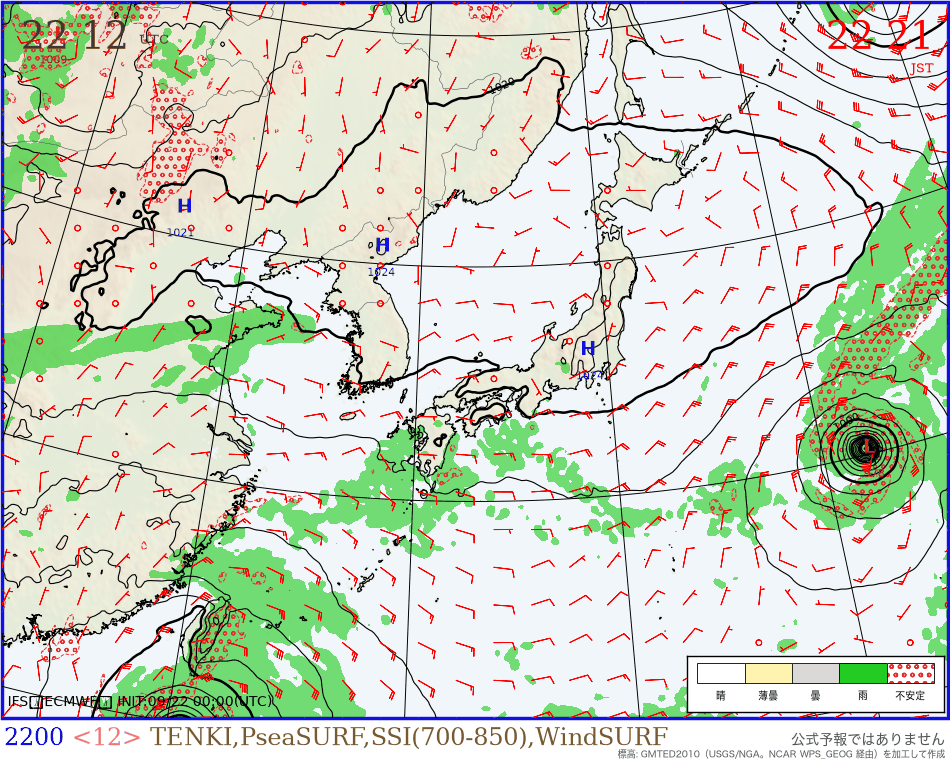 22 12 UTC
22 21
JST
1009
1020
H
1021
H
1024
H
1024
1000
L
IFS□(ECMWF□) INIT:09/22 00:00(UTC)
晴 薄曇 曇 雨 不安定
2200 <12> TENKI,PseaSURF,SSI(700-850),WindSURF
公式予報ではありません
標高: GMTED2010（USGS/NGA。NCAR WPS_GEOG 経由）を加工して作成